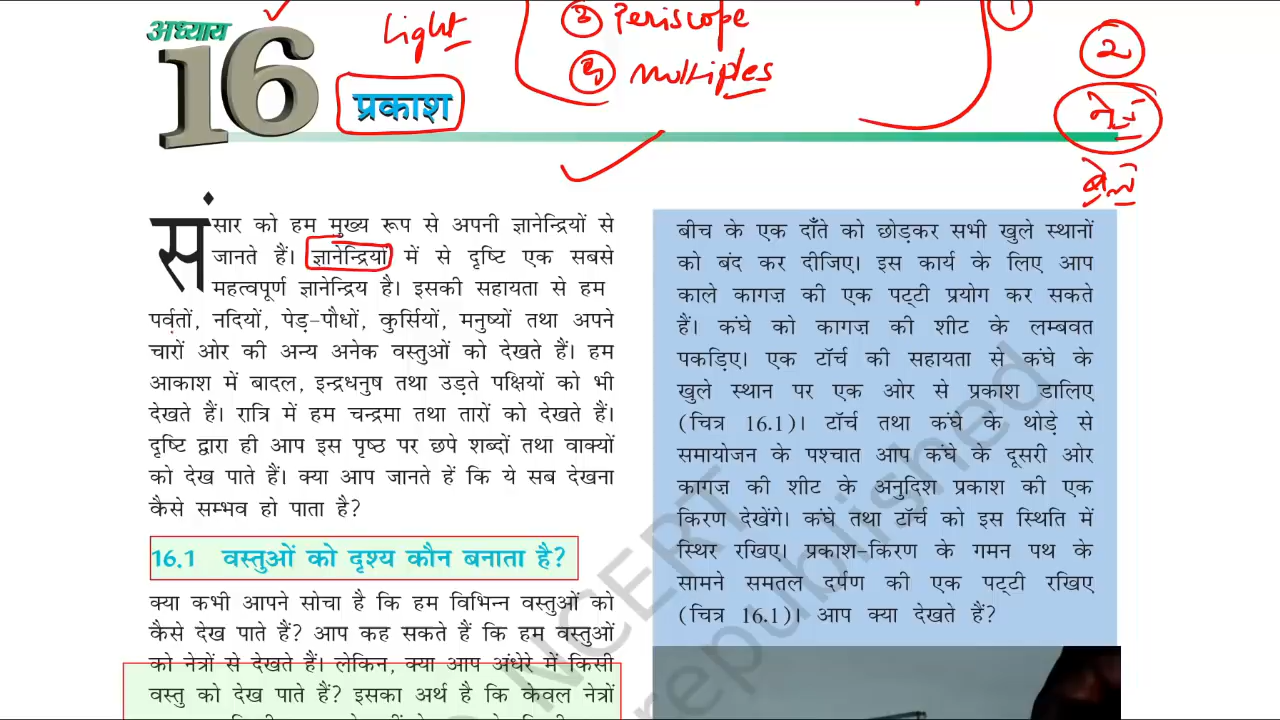 अध्याय
16
Light
प्रकाश
③ Periscope
④ multiples
1
2
नेत्र
संसार को हम मुख्य रूप से अपनी ज्ञानेन्द्रियों से
जानते हैं। ज्ञानेन्द्रियों में से दृष्टि एक सबसे
महत्वपूर्ण ज्ञानेन्द्रिय है। इसकी सहायता से हम
पर्वतों, नदियों, पेड़-पौधों, कुर्सियों, मनुष्यों तथा अपने
चारों ओर की अन्य अनेक वस्तुओं को देखते हैं। हम
आकाश में बादल, इन्द्रधनुष तथा उड़ते पक्षियों को भी
देखते हैं। रात्रि में हम चन्द्रमा तथा तारों को देखते हैं।
दृष्टि द्वारा ही आप इस पृष्ठ पर छपे शब्दों तथा वाक्यों
को देख पाते हैं। क्या आप जानते हें कि ये सब देखना
कैसे सम्भव हो पाता है?
16.1 वस्तुओं को दृश्य कौन बनाता है?
क्या कभी आपने सोचा है कि हम विभिन्न वस्तुओं को
कैसे देख पाते हैं? आप कह सकते हैं कि हम वस्तुओं
को नेत्रों से देखते हैं। लेकिन, क्या आप अंधेरे में किसी
वस्तु को देख पाते हैं? इसका अर्थ है कि केवल नेत्रों
बीच के एक दाँते को छोड़कर सभी खुले स्थानों
को बंद कर दीजिए। इस कार्य के लिए आप
काले कागज़ की एक पट्टी प्रयोग कर सकते
हैं। कंघे को कागज़ की शीट के लम्बवत
पकड़िए। एक टॉर्च की सहायता से कंघे के
खुले स्थान पर एक ओर से प्रकाश डालिए
(चित्र 16.1)। टॉर्च तथा कंघे के थोड़े से
समायोजन के पश्चात आप कंघे के दूसरी ओर
कागज़ की शीट के अनुदिश प्रकाश की एक
किरण देखेंगे। कंघे तथा टॉर्च को इस स्थिति में
स्थिर रखिए। प्रकाश-किरण के गमन पथ के
सामने समतल दर्पण की एक पट्टी रखिए
(चित्र 16.1)। आप क्या देखते हैं?
NCERT
republished